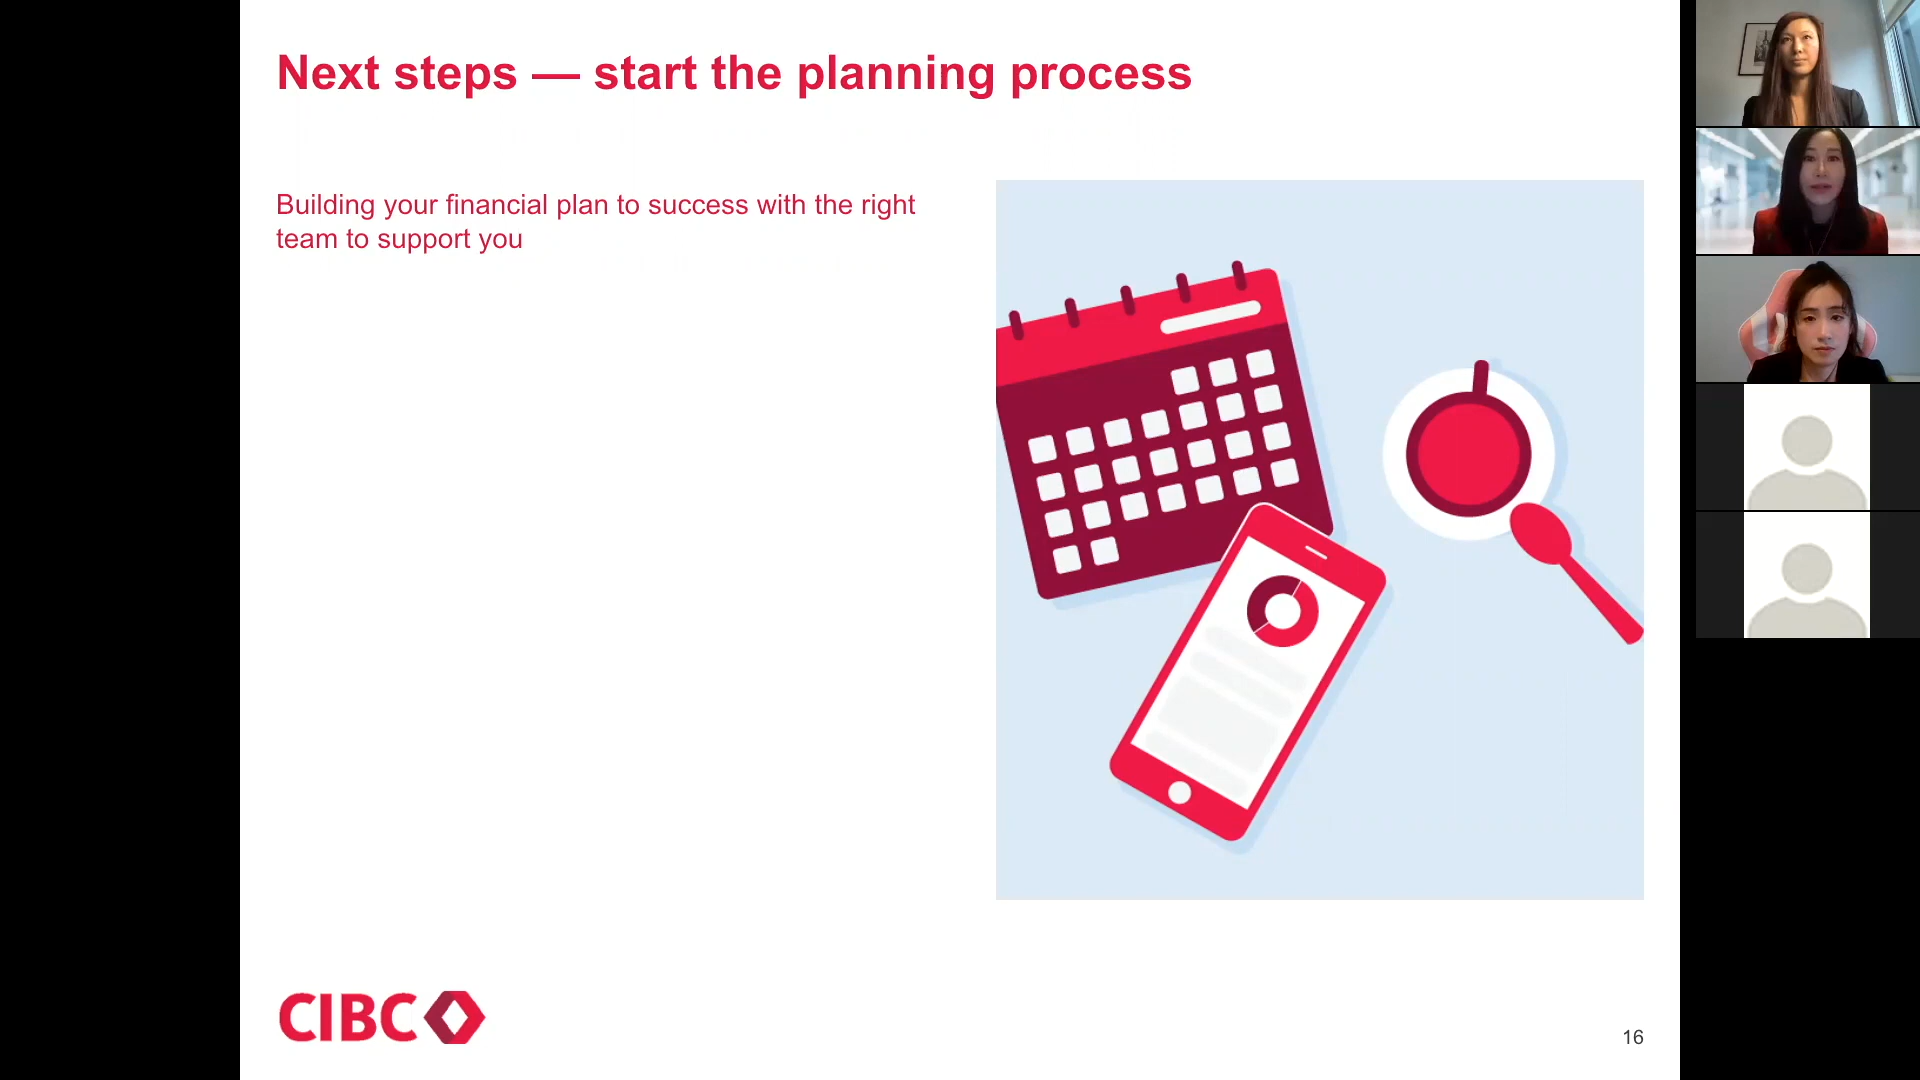 Next steps — start the planning process
Building your financial plan to success with the right
team to support you
CIBC
16